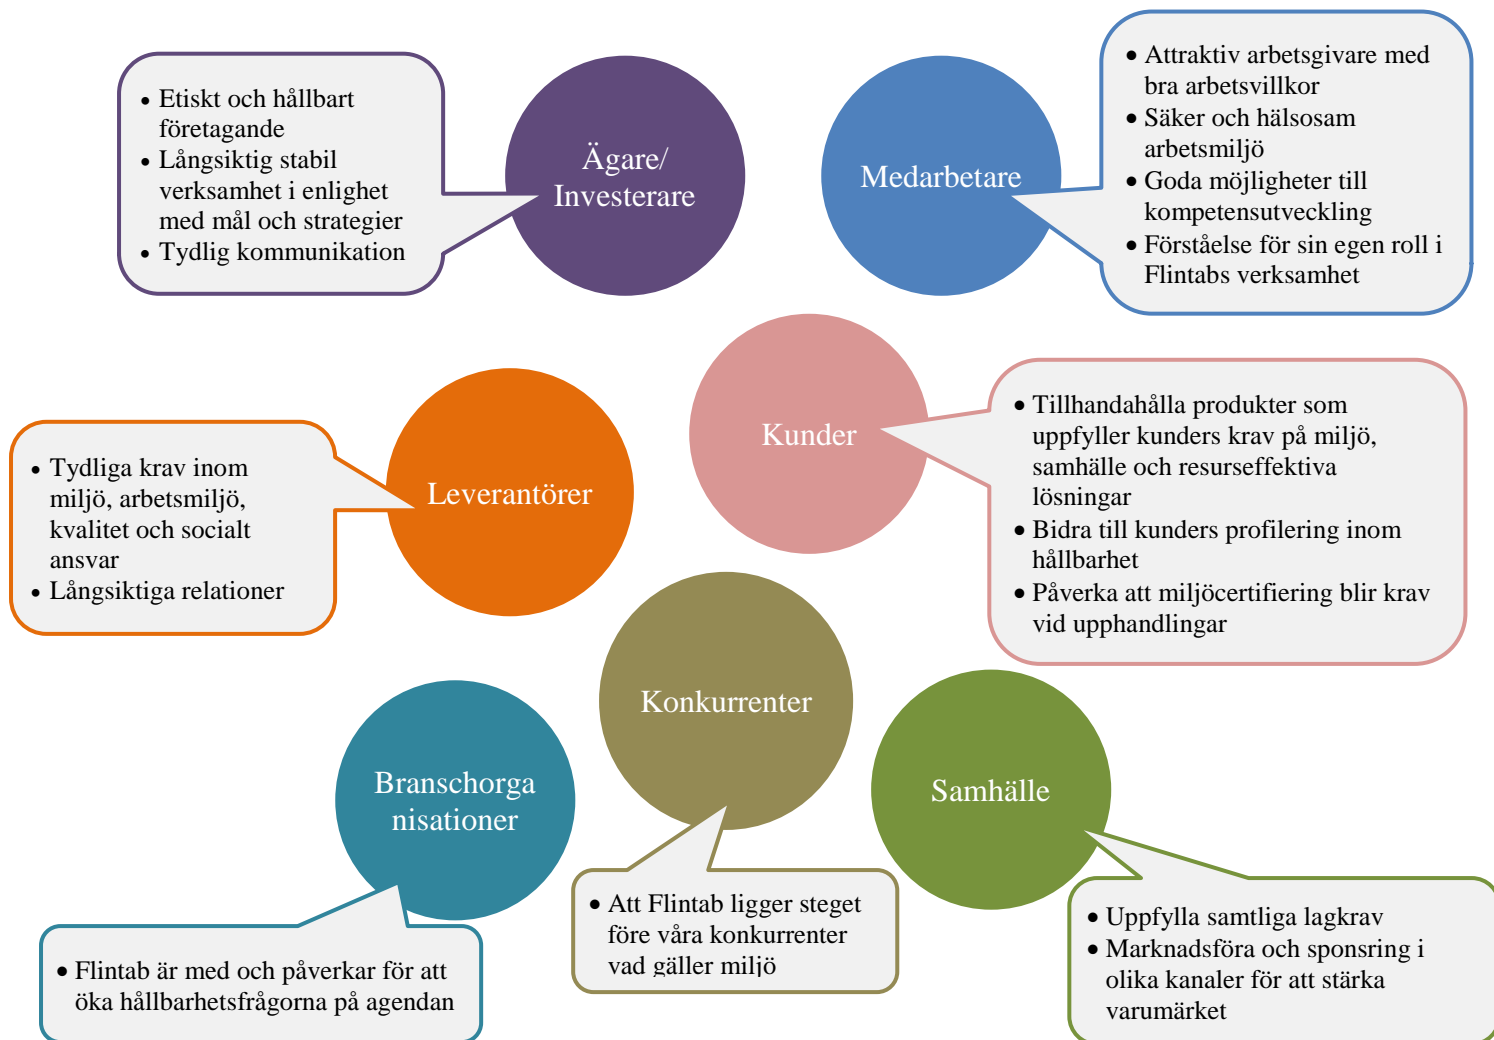 • Etiskt och hållbart
företagande
• Långsiktig stabil
verksamhet i enlighet
med mål och strategier
• Tydlig kommunikation
Ägare/
Investerare
Medarbetare
• Attraktiv arbetsgivare med
bra arbetsvillkor
• Säker och hälsosam
arbetsmiljö
• Goda möjligheter till
kompetensutveckling
• Förståelse för sin egen roll i
Flintabs verksamhet
• Tydliga krav inom
miljö, arbetsmiljö,
kvalitet och socialt
ansvar
• Långsiktiga relationer
Leverantörer
Kunder
• Tillhandahålla produkter som
uppfyller kunders krav på miljö,
samhälle och resurseffektiva
lösningar
• Bidra till kunders profilering inom
hållbarhet
• Påverka att miljöcertifiering blir krav
vid upphandlingar
Branschorga
nisationer
Konkurrenter
Samhälle
• Flintab är med och påverkar för att
öka hållbarhetsfrågorna på agendan
• Att Flintab ligger steget
före våra konkurrenter
vad gäller miljö
• Uppfylla samtliga lagkrav
• Marknadsföra och sponsring i
olika kanaler för att stärka
varumärket